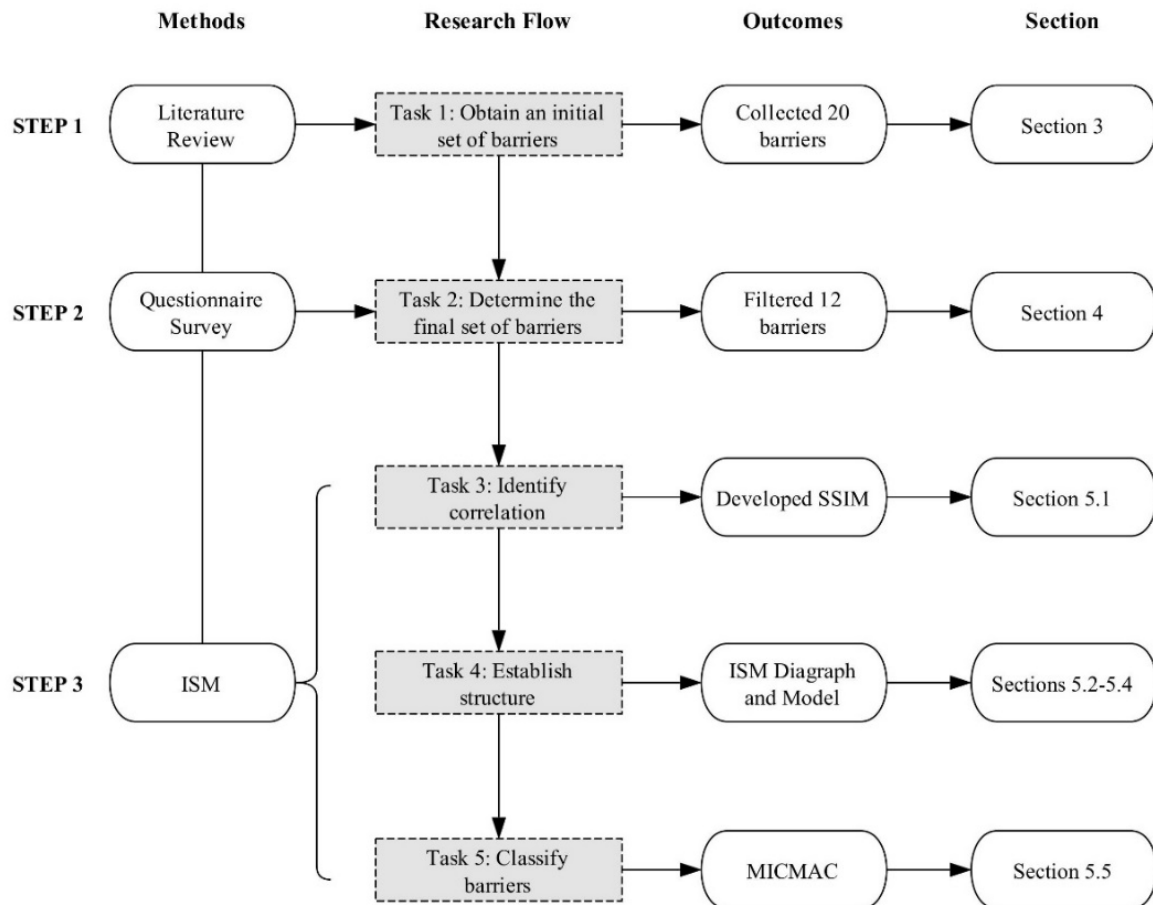 Methods
Research Flow
Outcomes
Section
STEP 1
Literature
Review
Task 1: Obtain an initial
set of barriers
Collected 20
barriers
Section 3
STEP 2
Questionnaire
Survey
Task 2: Determine the
final set of barriers
Filtered 12
barriers
Section 4
Task 3: Identify
correlation
Developed SSIM
Section 5.1
STEP 3
ISM
Task 4: Establish
structure
ISM Diagraph
and Model
Sections 5.2-5.4
Task 5: Classify
barriers
MICMAC
Section 5.5